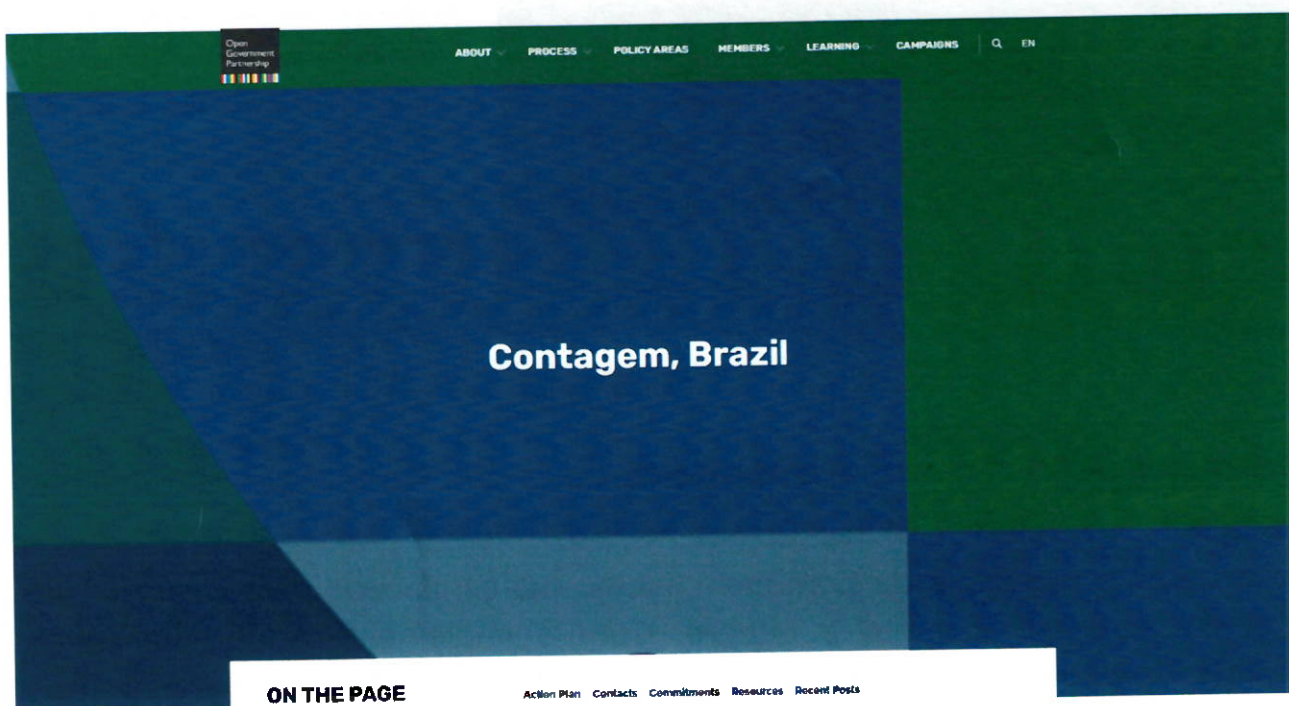 Open
Government
Partnership
ABOUT PROCESS POLICY AREAS MEMBERS LEARNING CAMPAIGNS EN
Contagem, Brazil
ON THE PAGE
Action Plan Contacts Commitments Resources Recent Posts